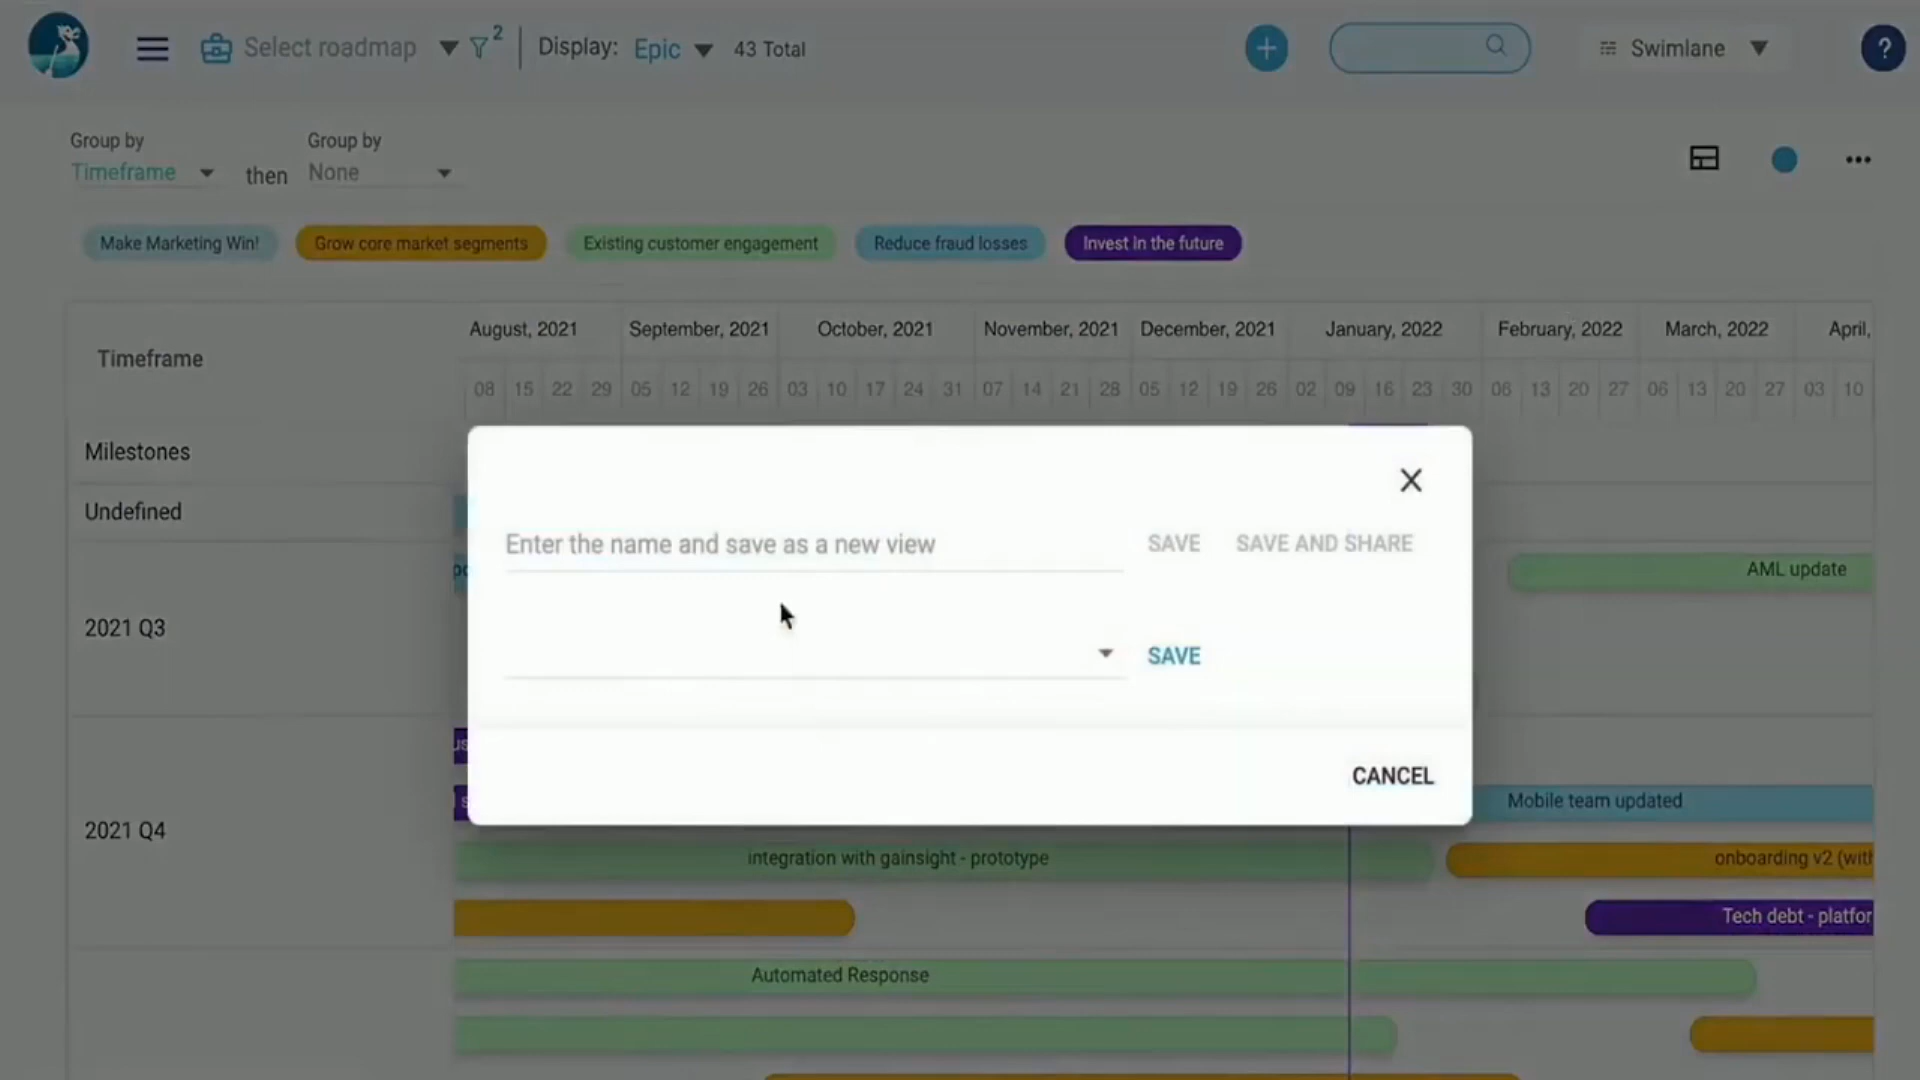 Select roadmap 2 Display: Epic 43 Total Swimlane ?
Group by Group by
Timeframe then None
Make Marketing Win! Grow core market segments Existing customer engagement Reduce fraud losses Invest in the future
August, 2021 September, 2021 October, 2021 November, 2021 December, 2021 January, 2022 February, 2022 March, 2022 April,
Timeframe
08 15 22 29 05 12 19 26 03 10 17 24 31 07 14 21 28 05 12 19 26 02 09 16 23 30 06 13 20 27 06 13 20 27 03 10
Milestones
Undefined
Enter the name and save as a new view SAVE SAVE AND SHARE
AML update
2021 Q3
SAVE
CANCEL
Mobile team updated
2021 Q4
integration with gainsight - prototype onboarding v2 (with
Tech debt - platfor
Automated Response